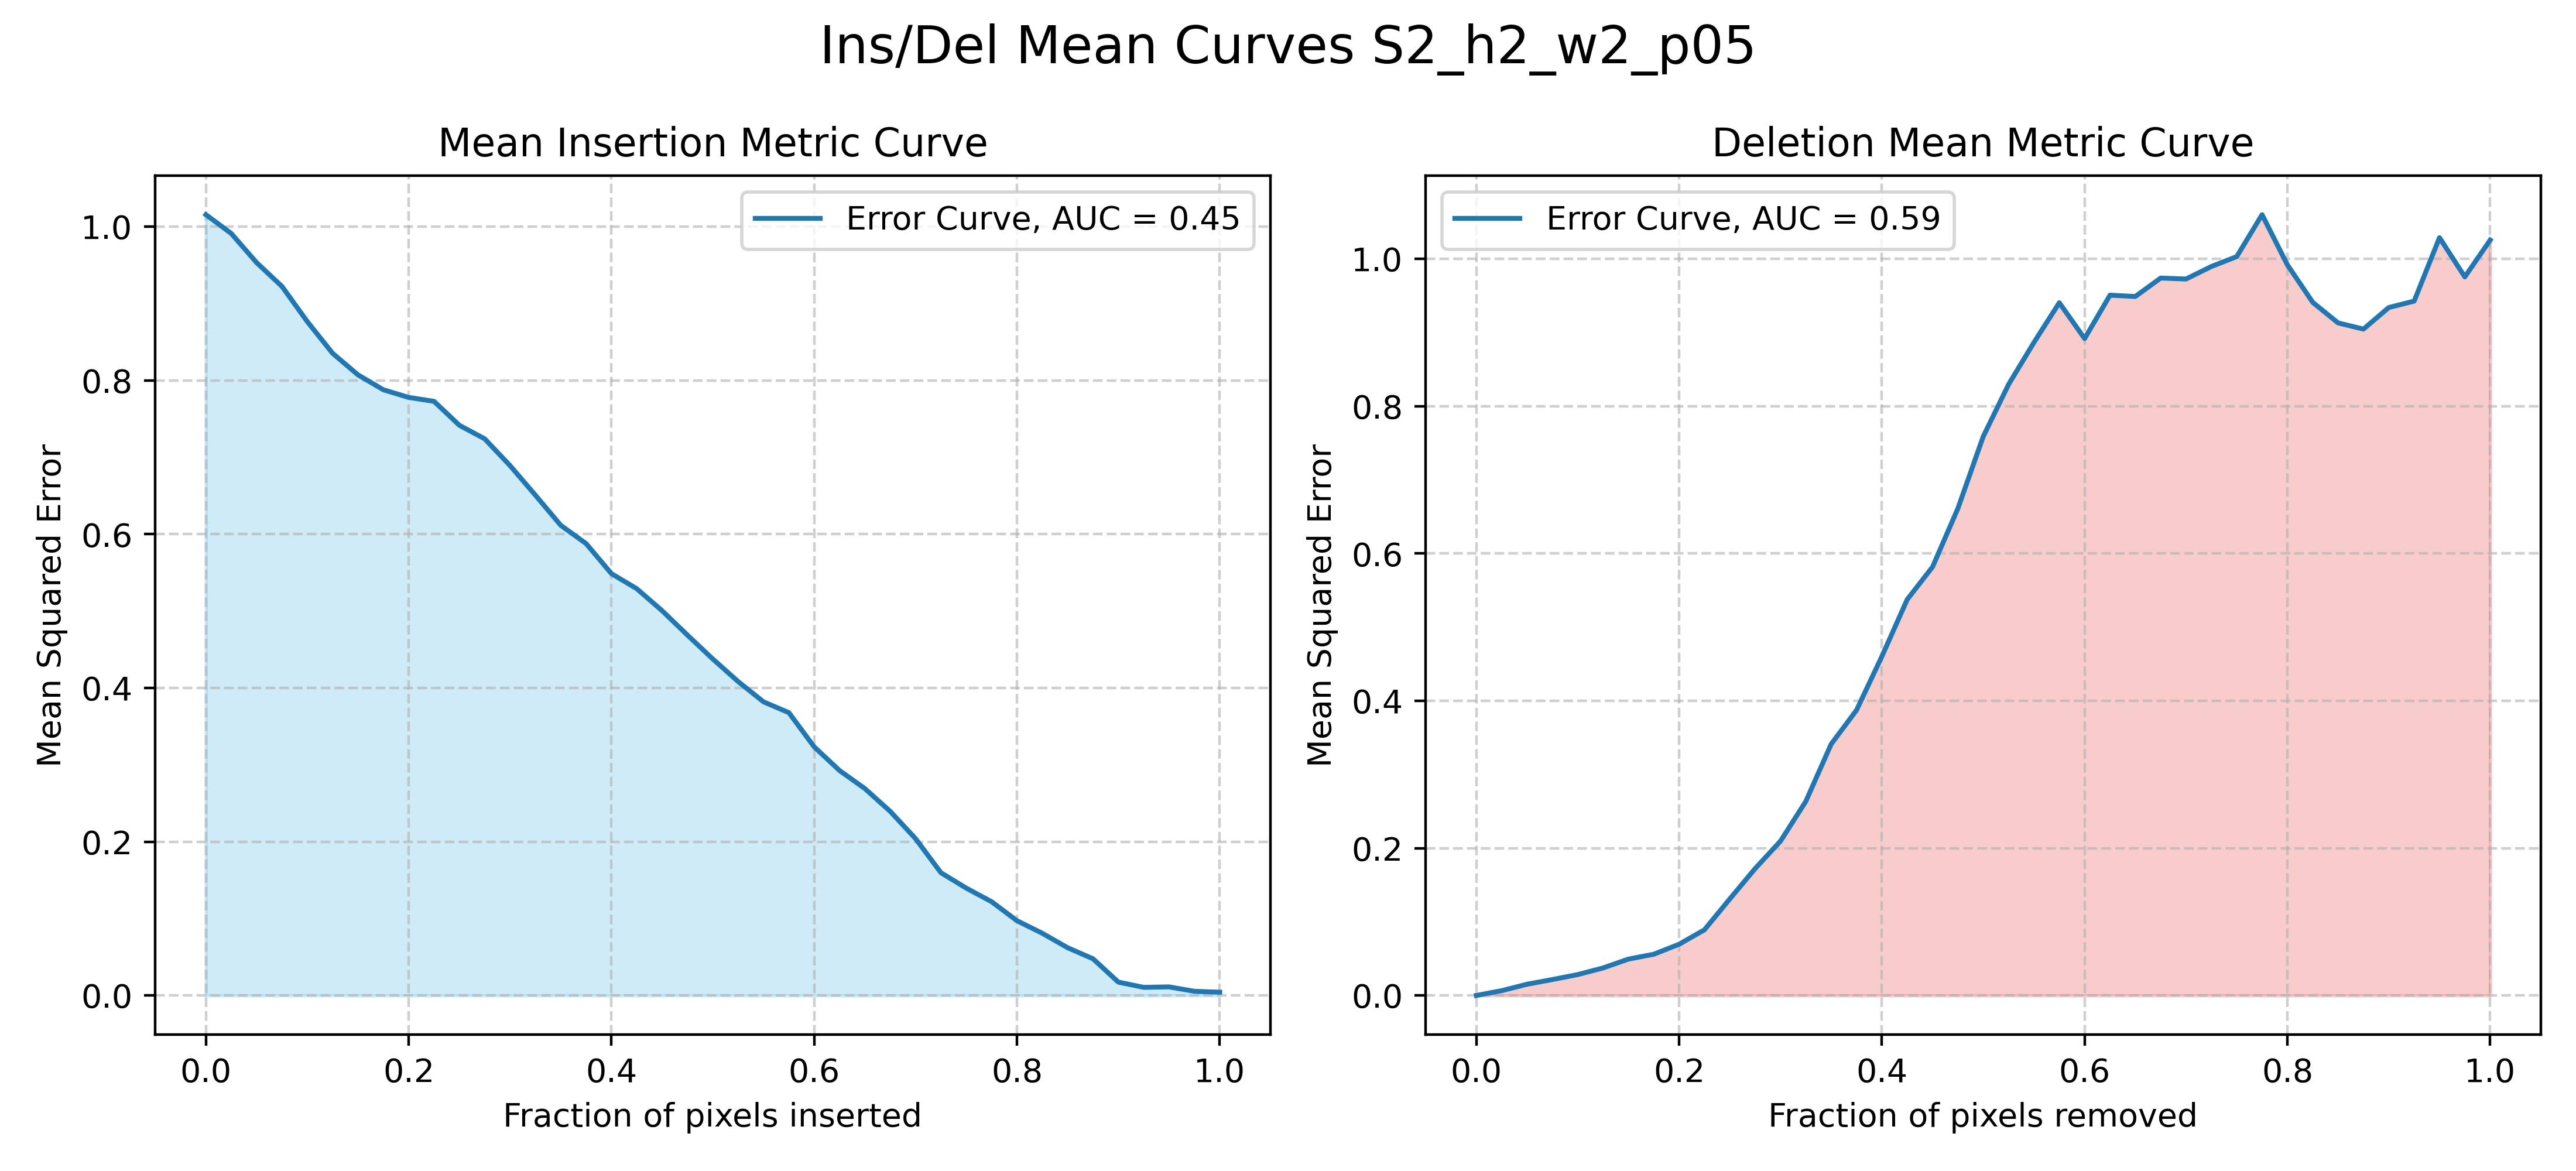 Ins/Del Mean Curves S2_h2_w2_p05
Mean Insertion Metric Curve
Error Curve, AUC = 0.45
Mean Squared Error
1.0
0.8
0.6
0.4
0.2
0.0
0.0 0.2 0.4 0.6 0.8 1.0
Fraction of pixels inserted
Deletion Mean Metric Curve
Error Curve, AUC = 0.59
Mean Squared Error
1.0
0.8
0.6
0.4
0.2
0.0
0.0 0.2 0.4 0.6 0.8 1.0
Fraction of pixels removed